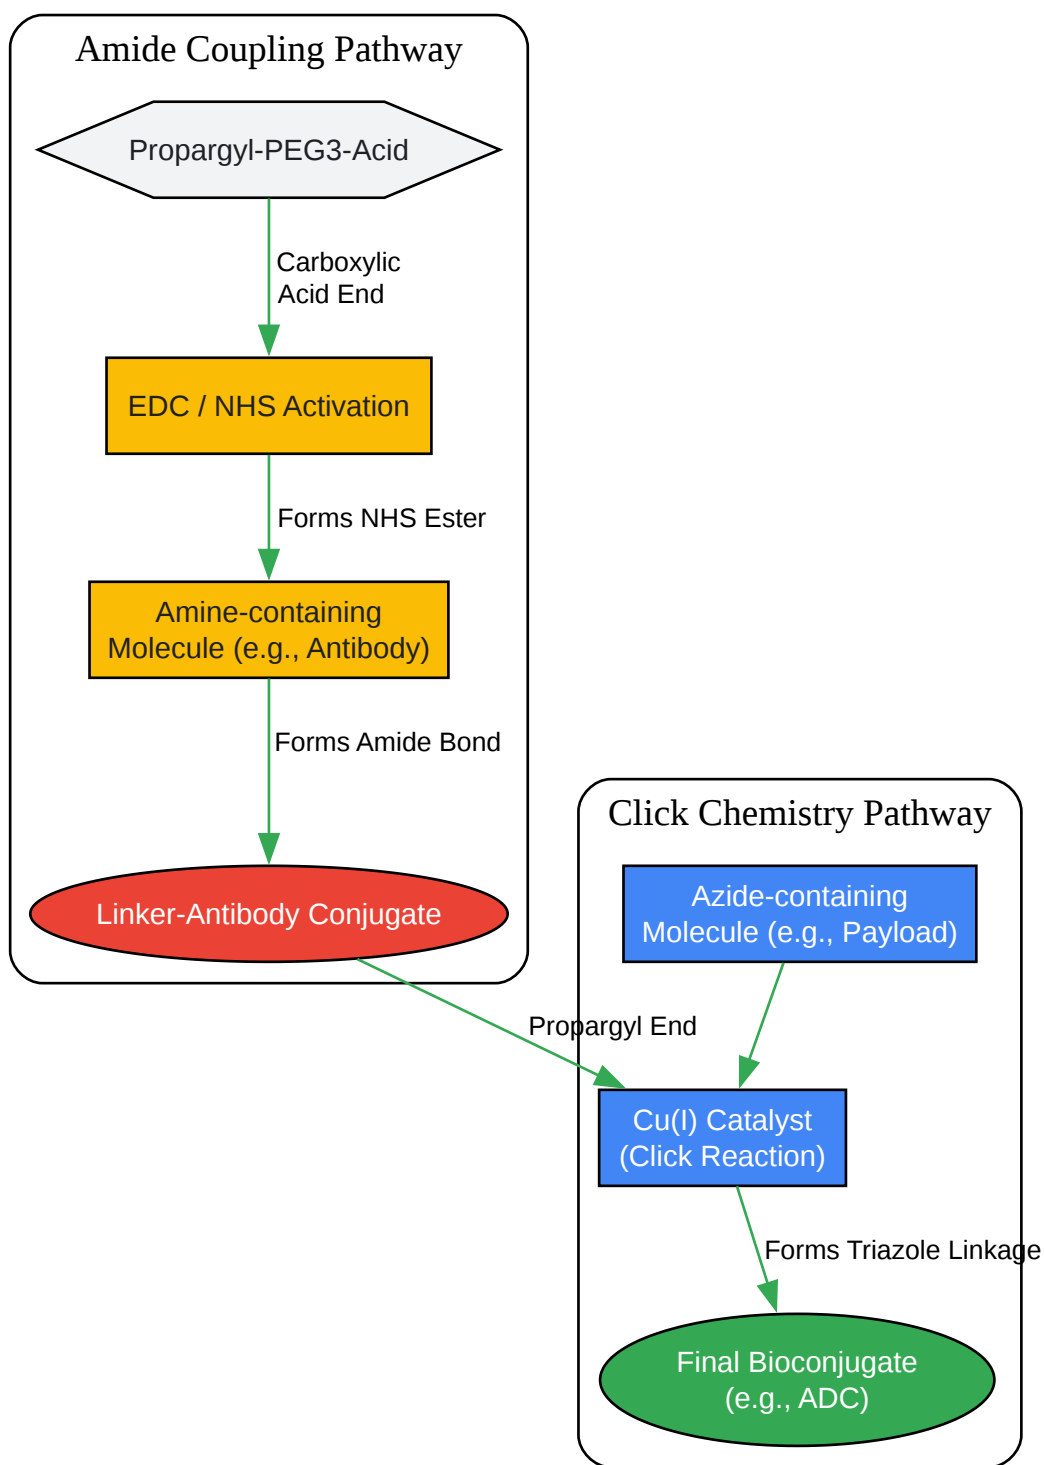 Amide Coupling Pathway
Propargyl-PEG3-Acid
Carboxylic
Acid End
EDC / NHS Activation
Forms NHS Ester
Amine-containing
Molecule (e.g., Antibody)
Forms Amide Bond
Linker-Antibody Conjugate
Click Chemistry Pathway
Azide-containing
Molecule (e.g., Payload)
Propargyl End
Cu(I) Catalyst
(Click Reaction)
Forms Triazole Linkage
Final Bioconjugate
(e.g., ADC)